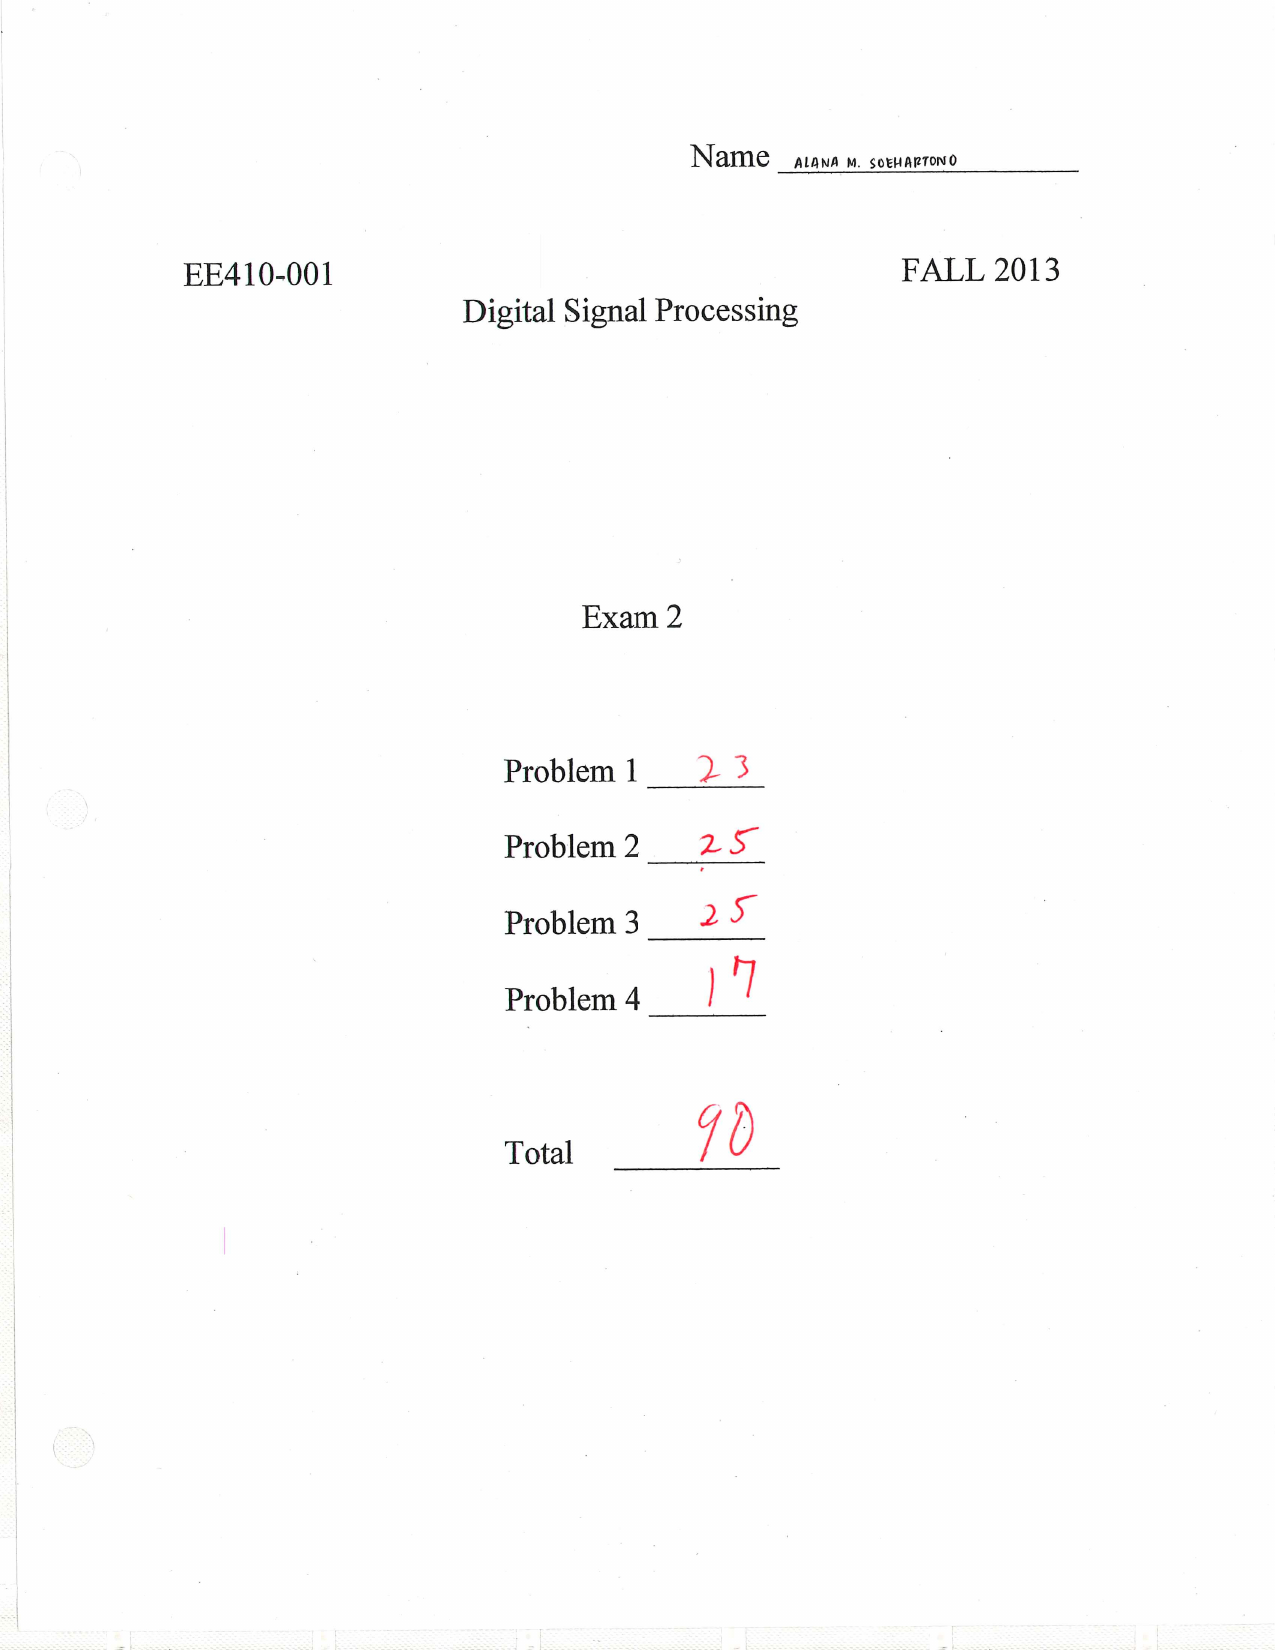 Name ALANA M. SOEHARTONO
EE410-001 FALL 2013
Digital Signal Processing
Exam 2
Problem 1 23
Problem 2 25
Problem 3 25
Problem 4 17
Total 90